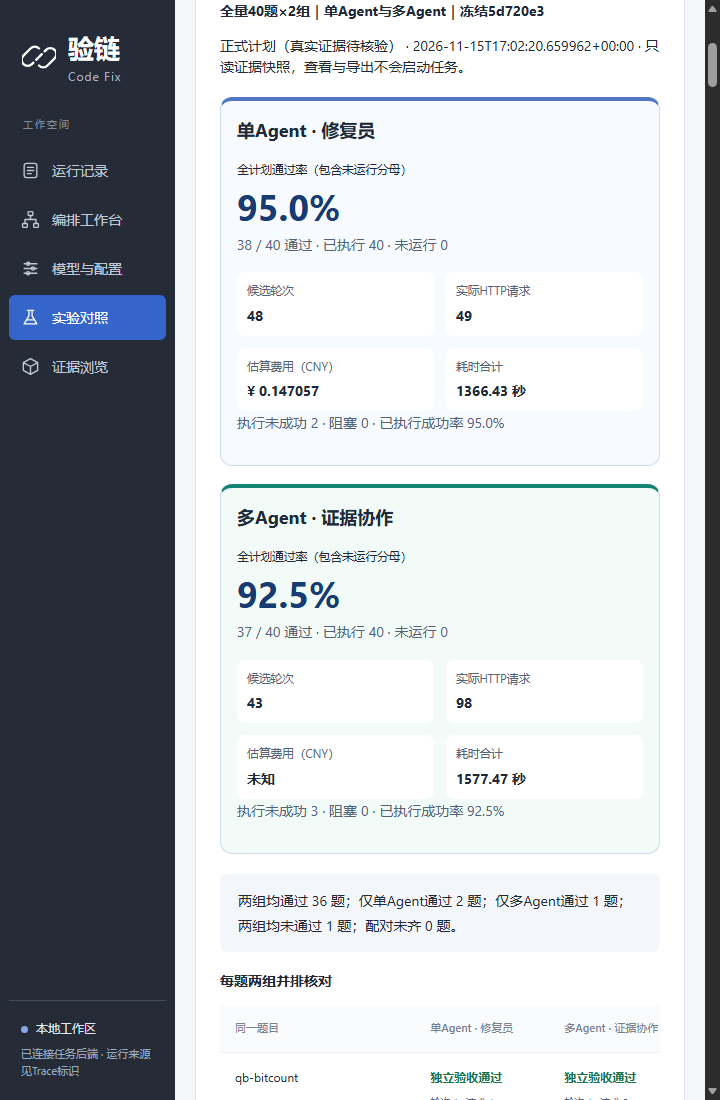 验链
Code Fix
工作空间
运行记录
编排工作台
模型与配置
实验对照
证据浏览
本地工作区
已连接任务后端 · 运行来源
见Trace标识
全量40题×2组｜单Agent与多Agent｜冻结5d720e3
正式计划（真实证据待核验） · 2026-11-15T17:02:20.659962+00:00 · 只
读证据快照，查看与导出不会启动任务。
单Agent · 修复员
全计划通过率（包含未运行分母）
95.0%
38 / 40 通过 · 已执行 40 · 未运行 0
候选轮次
48
实际HTTP请求
49
估算费用（CNY）
¥ 0.147057
耗时合计
1366.43 秒
执行未成功 2 · 阻塞 0 · 已执行成功率 95.0%
多Agent · 证据协作
全计划通过率（包含未运行分母）
92.5%
37 / 40 通过 · 已执行 40 · 未运行 0
候选轮次
43
实际HTTP请求
98
估算费用（CNY）
未知
耗时合计
1577.47 秒
执行未成功 3 · 阻塞 0 · 已执行成功率 92.5%
两组均通过 36 题；仅单Agent通过 2 题；仅多Agent通过 1 题；
两组均未通过 1 题；配对未齐 0 题。
每题两组并排核对
同一题目
单Agent · 修复员
多Agent · 证据协作
qb-bitcount
独立验收通过
独立验收通过